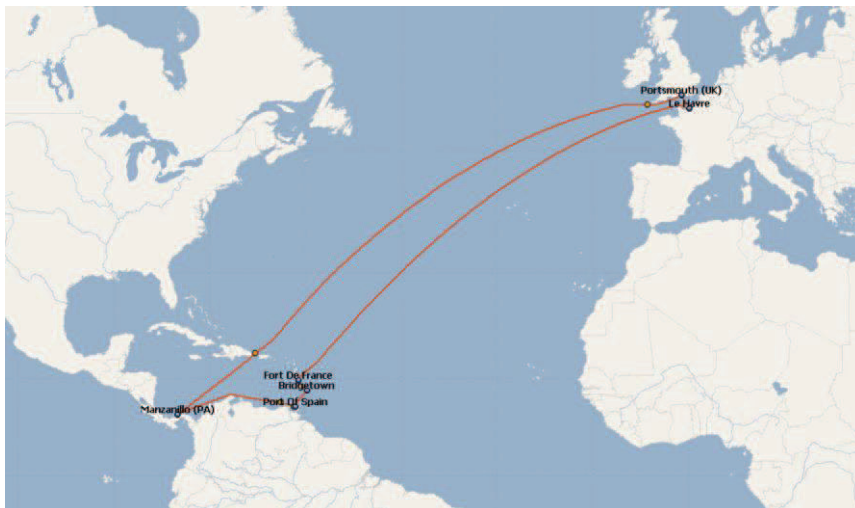 Portsmouth (UK)
Le Havre
Fort De France
Bridgetown
Port Of Spain
Manzanillo (PA)